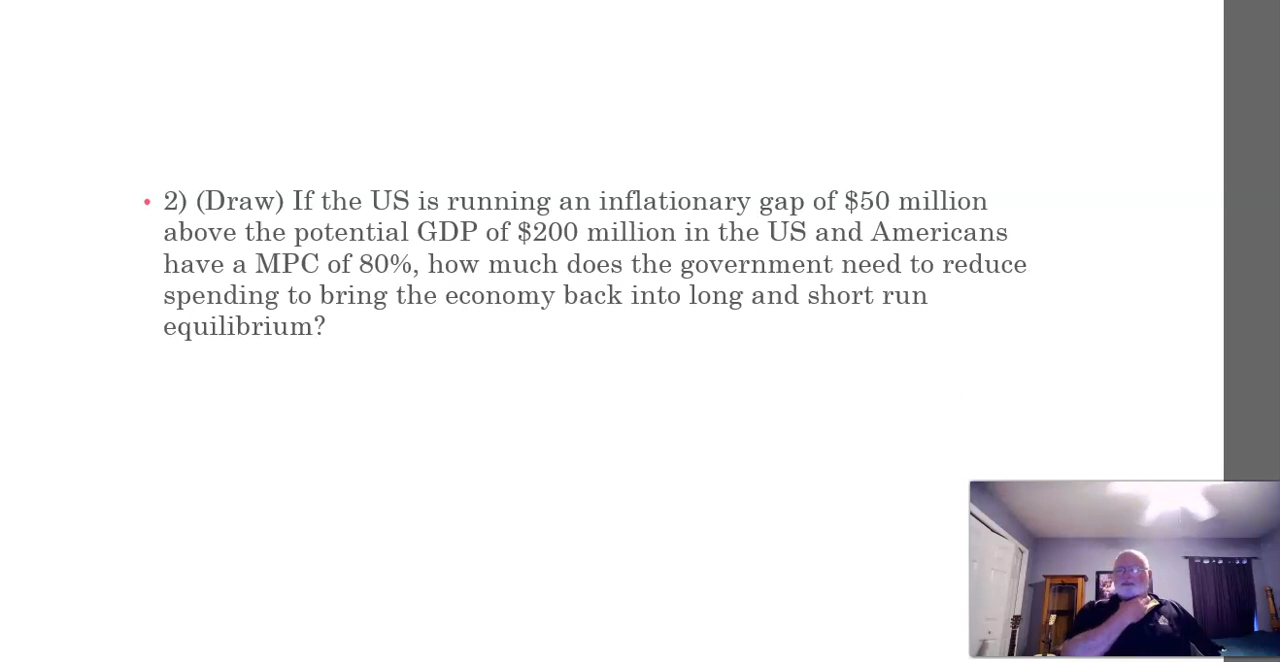 • 2) (Draw) If the US is running an inflationary gap of $50 million
above the potential GDP of $200 million in the US and Americans
have a MPC of 80%, how much does the government need to reduce
spending to bring the economy back into long and short run
equilibrium?